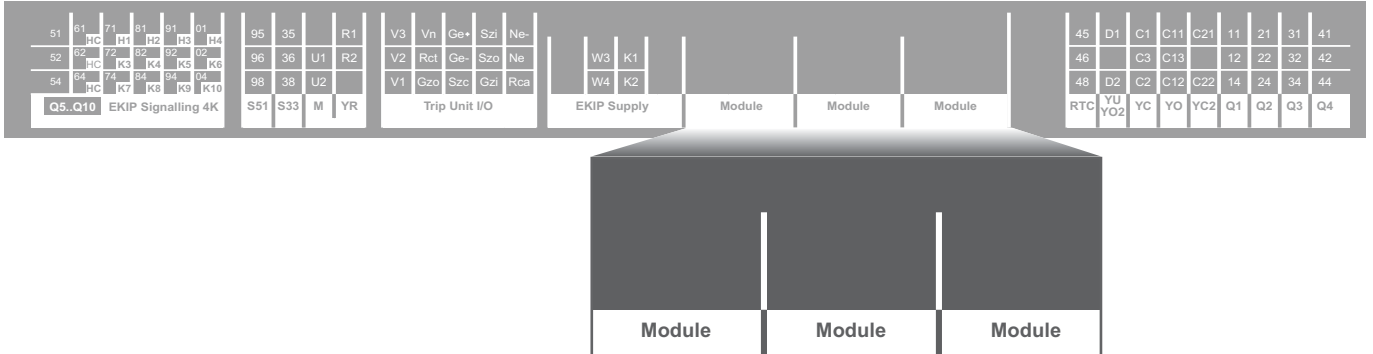 51 61 HC 71 H1 81 H2 91 H3 01 H4
52 62 HC 72 K3 82 K4 92 K5 02 K6
54 64 HC 74 K7 84 K8 94 K9 04 K10
Q5..Q10 EKIP Signalling 4K
95 35 R1
96 36 U1 R2
98 38 U2
S51 S33 M YR
V3 Vn Ge+ Szi Ne-
V2 Rct Ge- Szo Ne
V1 Gzo Szc Gzi Rca
Trip Unit I/O
W3 K1
W4 K2
EKIP Supply
Module Module Module
45 D1 C1 C11 C21 11 21 31 41
46 C3 C13 12 22 32 42
48 D2 C2 C12 C22 14 24 34 44
RTC YU YO2 YC YO YC2 Q1 Q2 Q3 Q4
Module Module Module